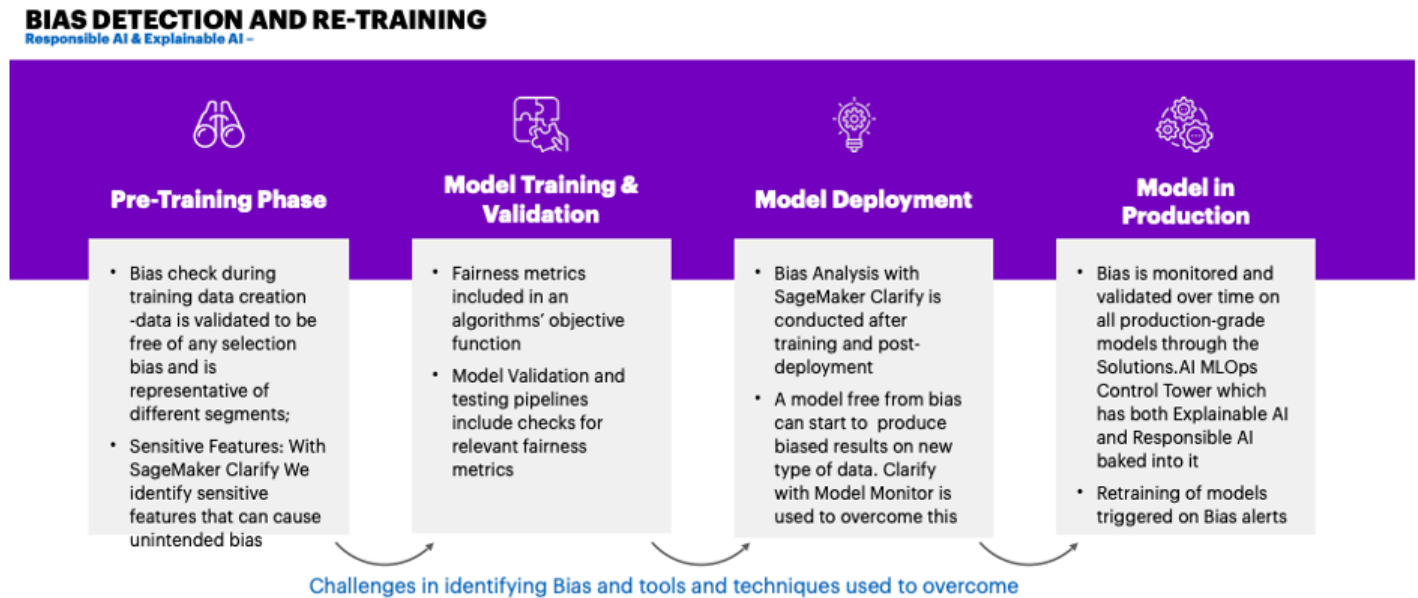 BIAS DETECTION AND RE-TRAINING
Responsible AI & Explainable AI –
Pre-Training Phase
• Bias check during
training data creation
-data is validated to be
free of any selection
bias and is
representative of
different segments;
• Sensitive Features: With
SageMaker Clarify We
identify sensitive
features that can cause
unintended bias
Model Training &
Validation
• Fairness metrics
included in an
algorithms’ objective
function
• Model Validation and
testing pipelines
include checks for
relevant fairness
metrics
Model Deployment
• Bias Analysis with
SageMaker Clarify is
conducted after
training and post-
deployment
• A model free from bias
can start to produce
biased results on new
type of data. Clarify
with Model Monitor is
used to overcome this
Model in
Production
• Bias is monitored and
validated over time on
all production-grade
models through the
Solutions.AI MLOps
Control Tower which
has both Explainable AI
and Responsible AI
baked into it
• Retraining of models
triggered on Bias alerts
Challenges in identifying Bias and tools and techniques used to overcome